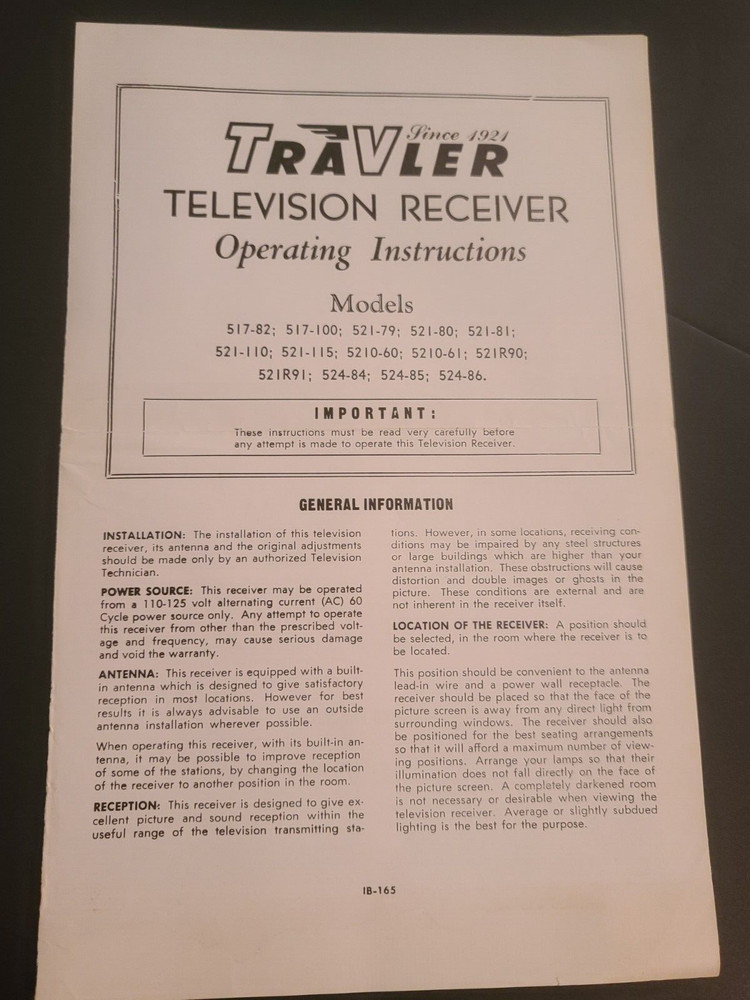 TRAVLER Since 1921
TELEVISION RECEIVER
Operating Instructions
Models
517-82; 517-100; 521-79; 521-80; 521-81;
521-110; 521-115; 5210-60; 5210-61; 521R90;
521R91; 524-84; 524-85; 524-86.
IMPORTANT:
These instructions must be read very carefully before
any attempt is made to operate this Television Receiver.
GENERAL INFORMATION
INSTALLATION: The installation of this television
receiver, its antenna and the original adjustments
should be made only by an authorized Television
Technician.
POWER SOURCE: This receiver may be operated
from a 110-125 volt alternating current (AC) 60
Cycle power source only. Any attempt to operate
this receiver from other than the prescribed volt-
age and frequency, may cause serious damage
and void the warranty.
ANTENNA: This receiver is equipped with a built-
in antenna which is designed to give satisfactory
reception in most locations. However for best
results it is always advisable to use an outside
antenna installation wherever possible.
When operating this receiver, with its built-in an-
tenna, it may be possible to improve reception
of some of the stations, by changing the location
of the receiver to another position in the room.
RECEPTION: This receiver is designed to give ex-
cellent picture and sound reception within the
useful range of the television transmitting sta-
tions. However, in some locations, receiving con-
ditions may be impaired by any steel structures
or large buildings which are higher than your
antenna installation. These obstructions will cause
distortion and double images or ghosts in the
picture. These conditions are external and are
not inherent in the receiver itself.
LOCATION OF THE RECEIVER: A position should
be selected, in the room where the receiver is to
be located.
This position should be convenient to the antenna
lead-in wire and a power wall receptacle. The
receiver should be placed so that the face of the
picture screen is away from any direct light from
surrounding windows. The receiver should also
be positioned for the best seating arrangements
so that it will afford a maximum number of view-
ing positions. Arrange your lamps so that their
illumination does not fall directly on the face of
the picture screen. A completely darkened room
is not necessary or desirable when viewing the
television receiver. Average or slightly subdued
lighting is the best for the purpose.
IB-165